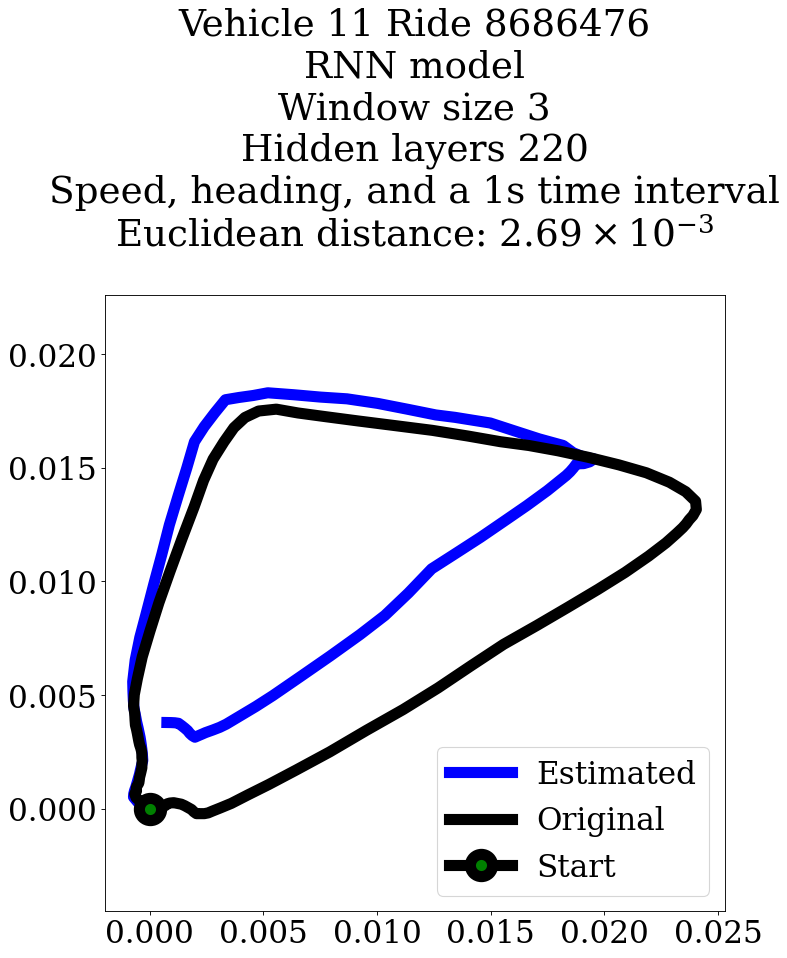 Vehicle 11 Ride 8686476
RNN model
Window size 3
Hidden layers 220
Speed, heading, and a 1s time interval
Euclidean distance: 2.69 × 10⁻³
0.020
0.015
0.010
0.005
0.000
Estimated
Original
Start
0.000 0.005 0.010 0.015 0.020 0.025